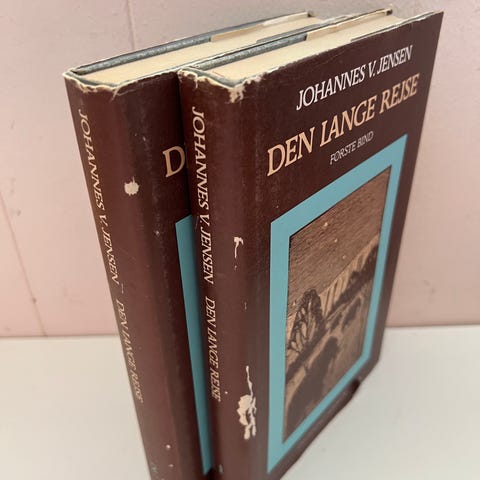 JOHANNES V. JENSEN
DEN LANGE REJSE
FØRSTE BIND
JOHANNES V. JENSEN DEN LANGE REJSE
JOHANNES V. JENSEN DEN LANGE REJSE
D